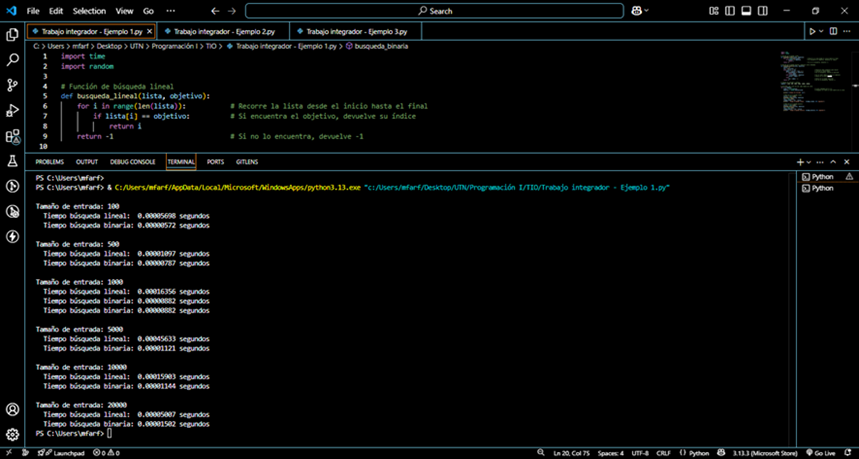 File Edit Selection View Go ··· Search
Trabajo integrador - Ejemplo 1.py Trabajo integrador - Ejemplo 2.py Trabajo integrador - Ejemplo 3.py
C: > Users > mfarf > Desktop > UTN > Programación I > TIO > Trabajo integrador - Ejemplo 1.py > busqueda_binaria
1 import time
2 import random
3
4 # Función de búsqueda lineal
5 def busqueda_lineal(lista, objetivo):
6 for i in range(len(lista)): # Recorre la lista desde el inicio hasta el final
7 if lista[i] == objetivo: # Si encuentra el objetivo, devuelve su índice
8 return i
9 return -1 # Si no lo encuentra, devuelve -1
10
PROBLEMS OUTPUT DEBUG CONSOLE TERMINAL PORTS GITLENS
PS C:\Users\mfarf>
PS C:\Users\mfarf> & C:/Users/mfarf/AppData/Local/Microsoft/WindowsApps/python3.13.exe "c:/Users/mfarf/Desktop/UTN/Programación I/TIO/Trabajo integrador - Ejemplo 1.py"
Tamaño de entrada: 100
Tiempo búsqueda lineal: 0.00005698 segundos
Tiempo búsqueda binaria: 0.00000572 segundos
Tamaño de entrada: 500
Tiempo búsqueda lineal: 0.00001097 segundos
Tiempo búsqueda binaria: 0.00000787 segundos
Tamaño de entrada: 1000
Tiempo búsqueda lineal: 0.00016356 segundos
Tiempo búsqueda binaria: 0.00000882 segundos
Tiempo búsqueda binaria: 0.00000882 segundos
Tamaño de entrada: 5000
Tiempo búsqueda lineal: 0.00045633 segundos
Tiempo búsqueda binaria: 0.00001121 segundos
Tamaño de entrada: 10000
Tiempo búsqueda lineal: 0.00015903 segundos
Tiempo búsqueda binaria: 0.00001144 segundos
Tamaño de entrada: 20000
Tiempo búsqueda lineal: 0.00005007 segundos
Tiempo búsqueda binaria: 0.00001502 segundos
PS C:\Users\mfarf>
Python
Python
Launchpad 0 0 Ln 20, Col 75 Spaces: 4 UTF-8 CRLF Python 3.13.3 (Microsoft Store) Go Live